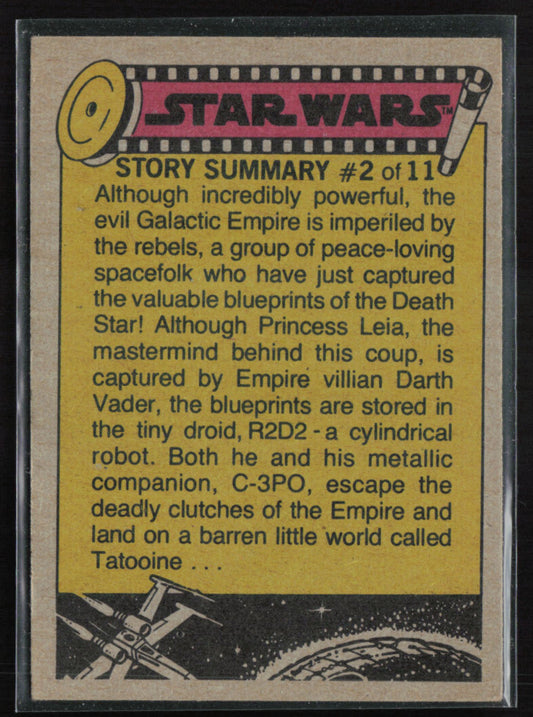 STAR WARS™
STORY SUMMARY #2 of 11
Although incredibly powerful, the
evil Galactic Empire is imperiled by
the rebels, a group of peace-loving
spacefolk who have just captured
the valuable blueprints of the Death
Star! Although Princess Leia, the
mastermind behind this coup, is
captured by Empire villian Darth
Vader, the blueprints are stored in
the tiny droid, R2D2 - a cylindrical
robot. Both he and his metallic
companion, C-3PO, escape the
deadly clutches of the Empire and
land on a barren little world called
Tatooine . . .